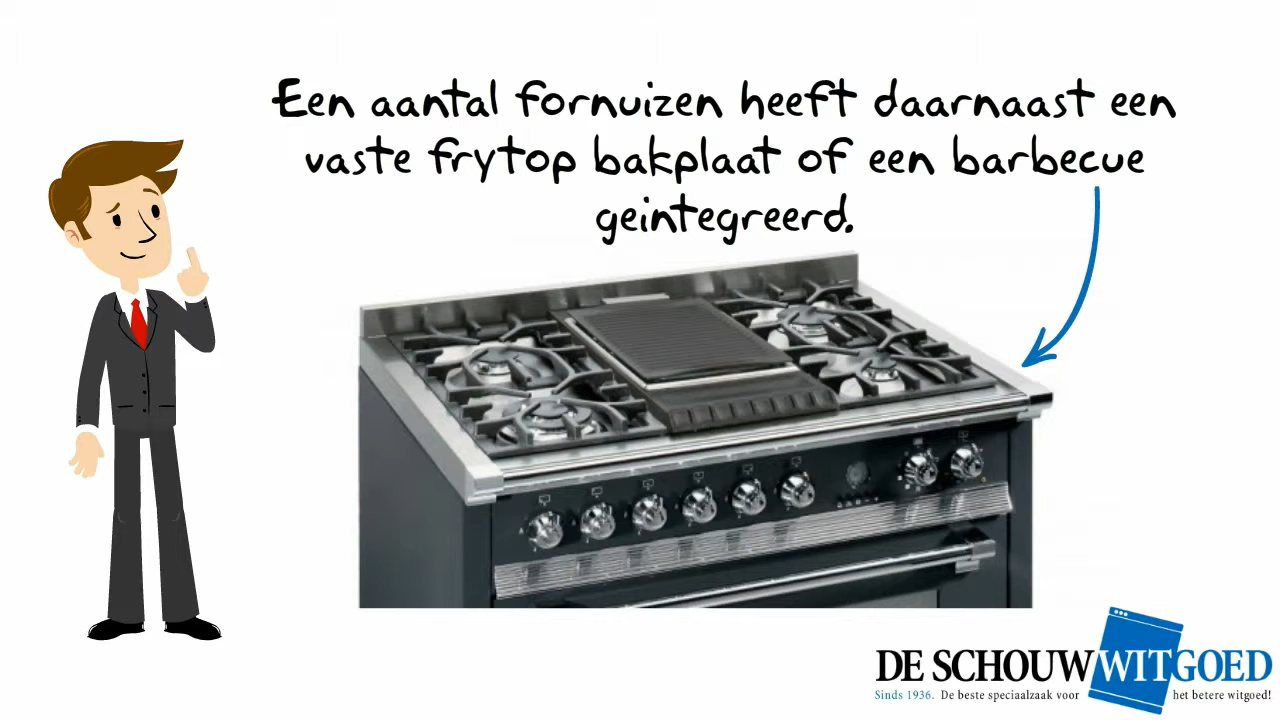 Een aantal fornuizen heeft daarnaast een
vaste frytop bakplaat of een barbecue
geintegreerd.
DE SCHOUW WITGOED
Sinds 1936. De beste speciaalzaak voor het betere witgoed!